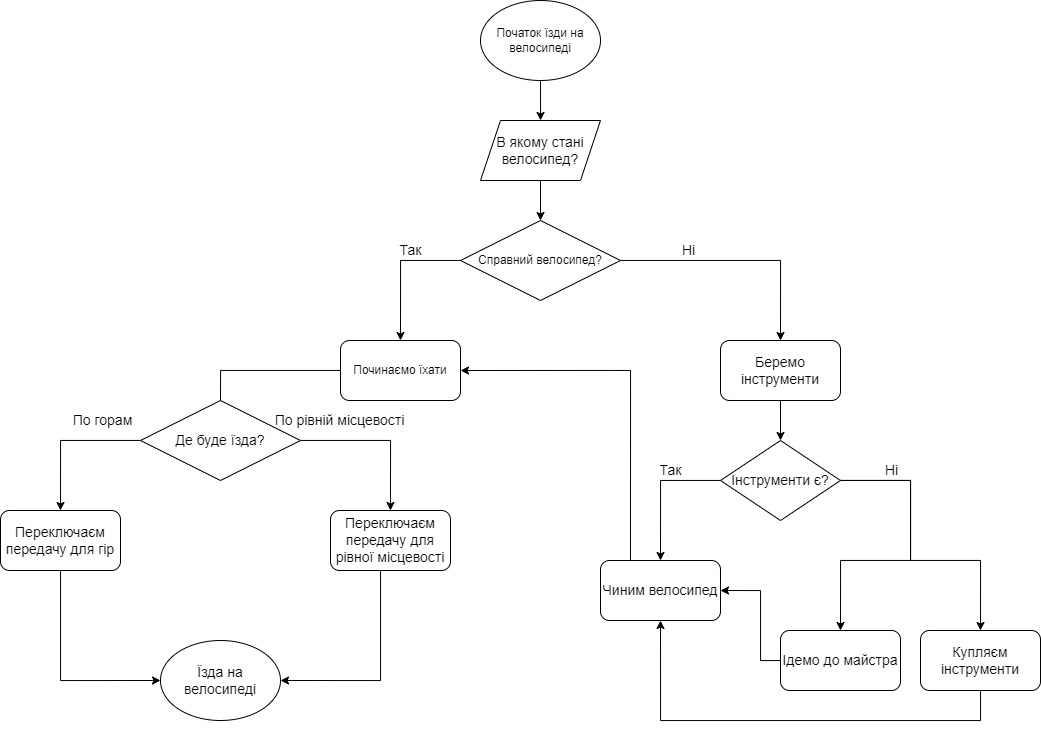 Початок їзди на
велосипеді
В якому стані
велосипед?
Так
Справний велосипед?
Ні
Починаємо їхати
Беремо
інструменти
По горам
Де буде їзда?
По рівній місцевості
Так
Інструменти є?
Ні
Переключаєм
передачу для гір
Переключаєм
передачу для
рівної місцевості
Чиним велосипед
Ідемо до майстра
Купляєм
інструменти
Їзда на
велосипеді